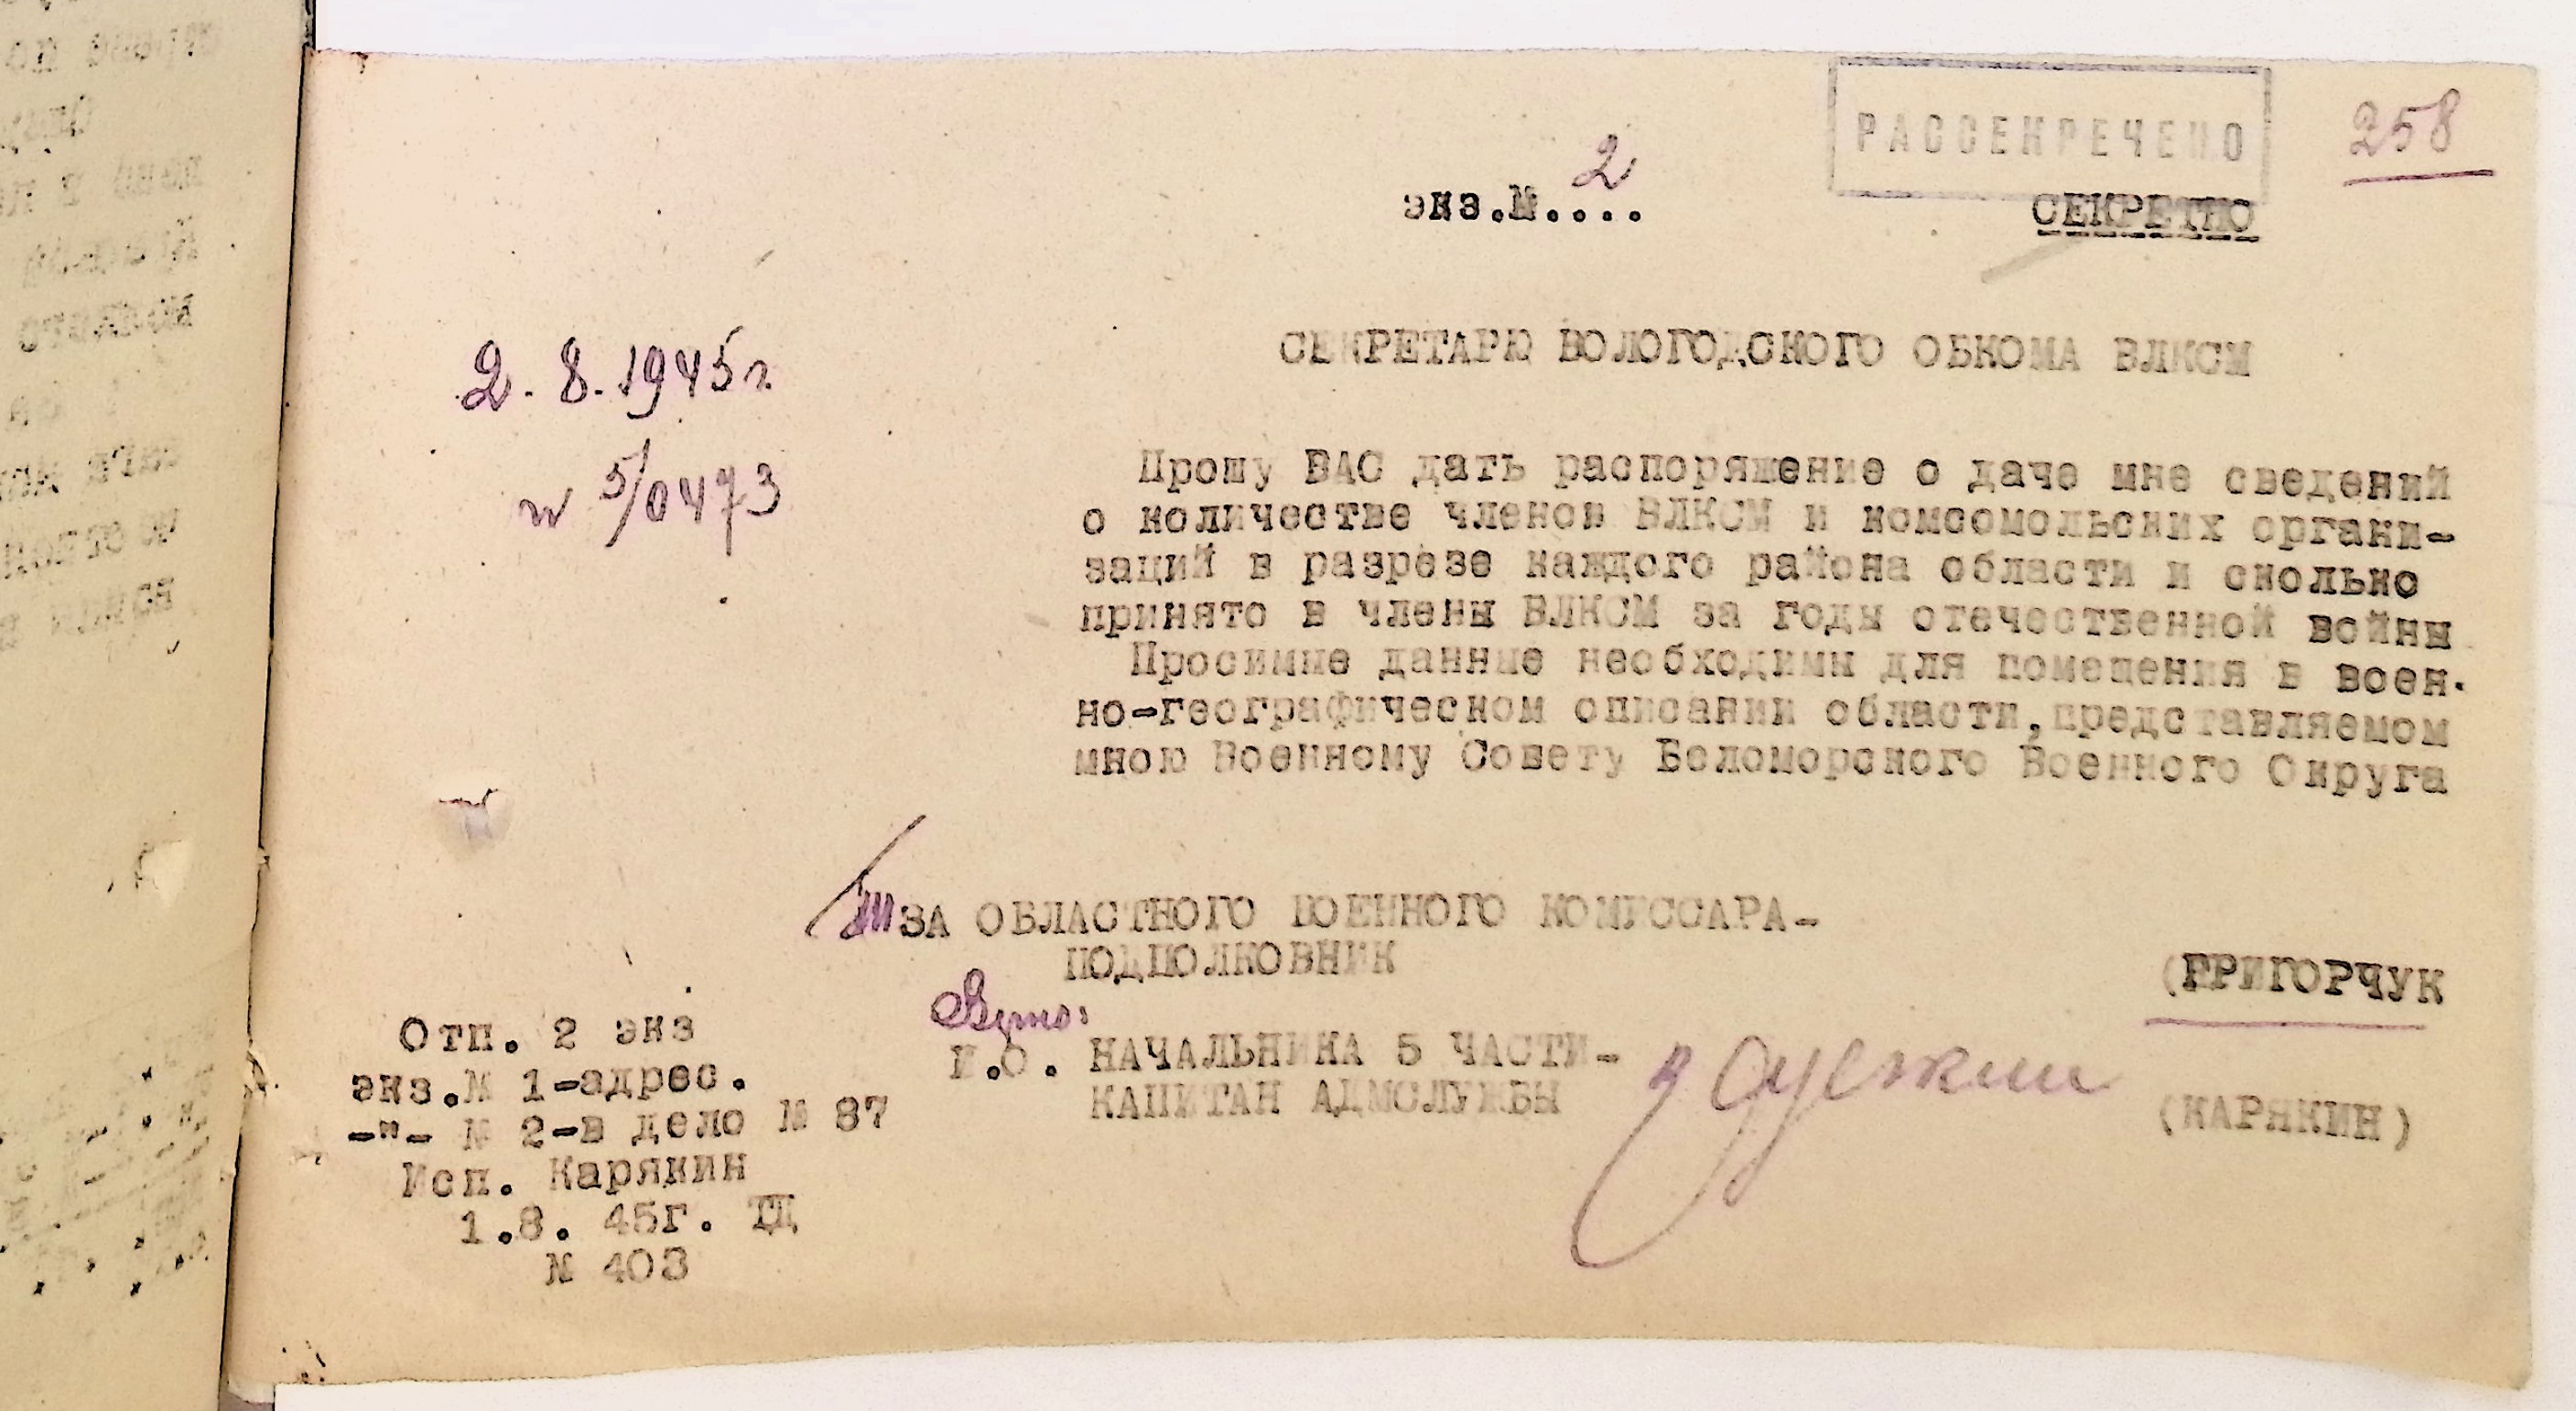 РАССЕКРЕЧЕНО
258
2
экз.№....
СЕКРЕТНО
СЕКРЕТАРЮ ВОЛОГОДСКОГО ОБКОМА ВЛКСМ
2.8.1945г.
№ 5/0473
Прошу ВАС дать распоряжение о даче мне сведений
о количестве членов ВЛКСМ и комсомольских органи-
заций в разрезе каждого района области и сколько
принято в члены ВЛКСМ за годы отечественной войны
Просимые данные необходимы для помещения в воен-
но-географическом описании области, представляемом
мною Военному Совету Беломорского Военного Округа
ЗА ОБЛАСТНОГО ВОЕННОГО КОМИССАРА-
ПОДПОЛКОВНИК
(ГРИГОРЧУК
И.О. НАЧАЛЬНИКА 5 ЧАСТИ-
КАПИТАН АДМСЛУЖБЫ
(КАРЯКИН)
Отп. 2 экз
экз.№ 1-адрес.
-"- № 2-в дело № 87
Исп. Карякин
1.8. 45г. ТД
№ 403